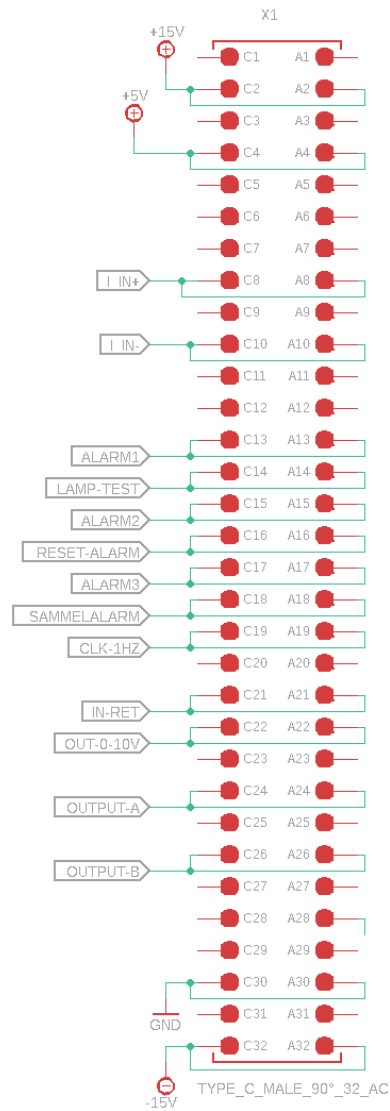 X1
+15V
C1 A1
C2 A2
+5V
C3 A3
C4 A4
C5 A5
C6 A6
C7 A7
I_IN+ C8 A8
C9 A9
I_IN- C10 A10
C11 A11
C12 A12
C13 A13
ALARM1
C14 A14
LAMP-TEST
C15 A15
ALARM2
C16 A16
RESET-ALARM
C17 A17
ALARM3
C18 A18
SAMMELALARM
C19 A19
CLK-1HZ
C20 A20
C21 A21
IN-RET
C22 A22
OUT-0-10V
C23 A23
C24 A24
OUTPUT-A
C25 A25
C26 A26
OUTPUT-B
C27 A27
C28 A28
C29 A29
C30 A30
C31 A31
GND
C32 A32
TYPE_C_MALE_90°_32_AC
-15V